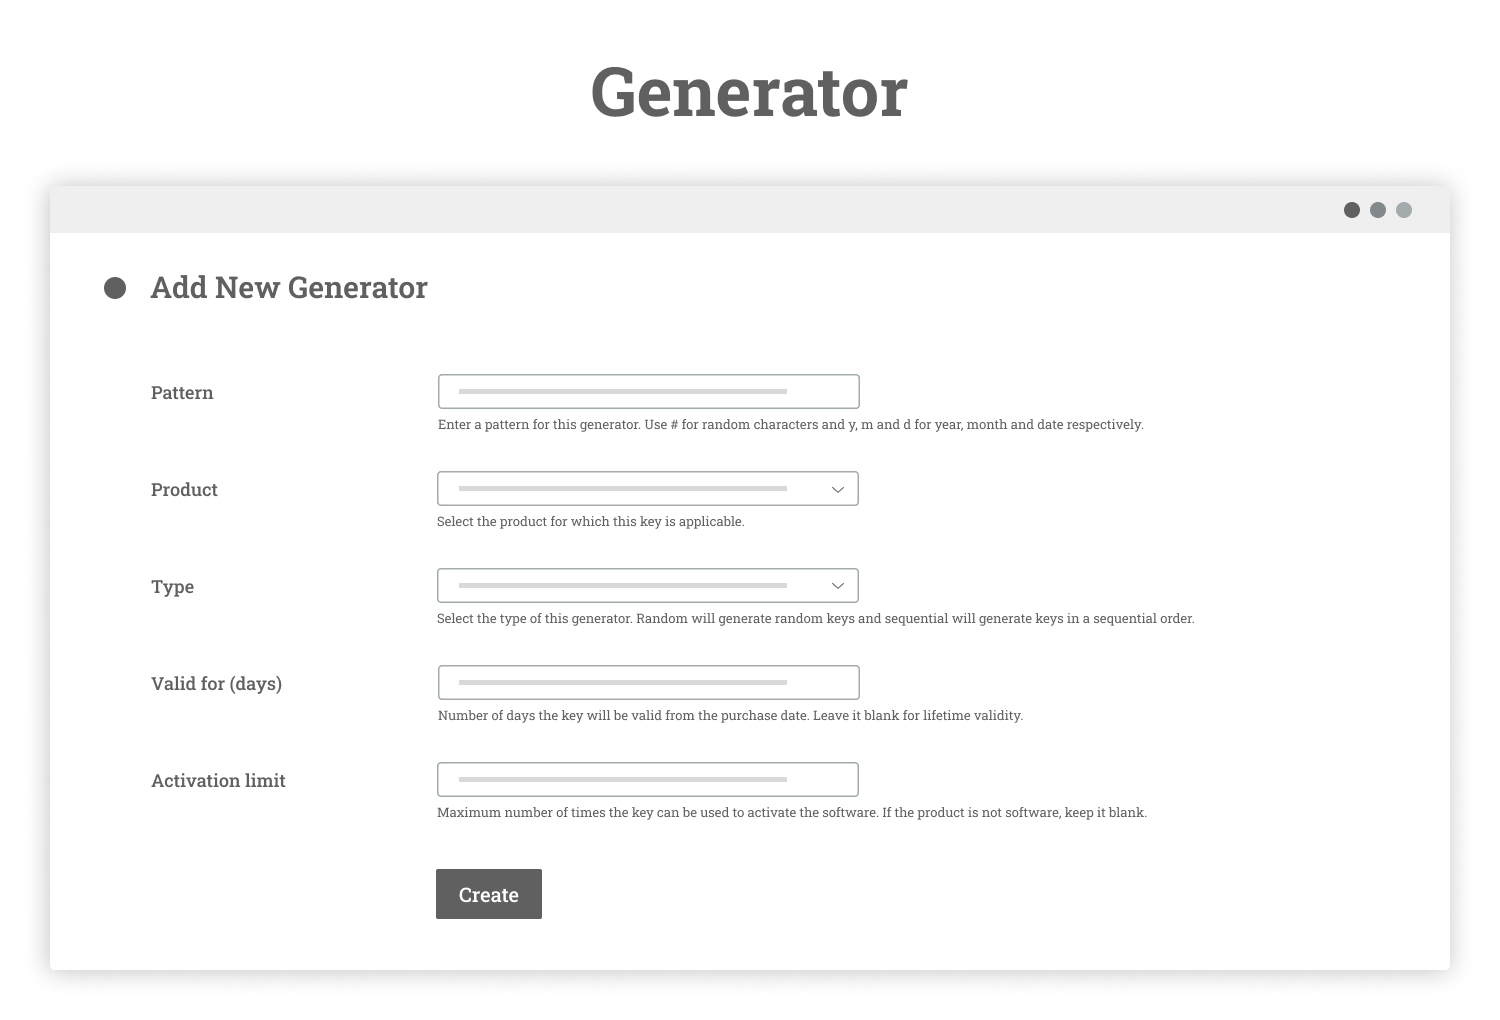 Generator
Add New Generator
Pattern
Enter a pattern for this generator. Use # for random characters and y, m and d for year, month and date respectively.
Product
Select the product for which this key is applicable.
Type
Select the type of this generator. Random will generate random keys and sequential will generate keys in a sequential order.
Valid for (days)
Number of days the key will be valid from the purchase date. Leave it blank for lifetime validity.
Activation limit
Maximum number of times the key can be used to activate the software. If the product is not software, keep it blank.
Create